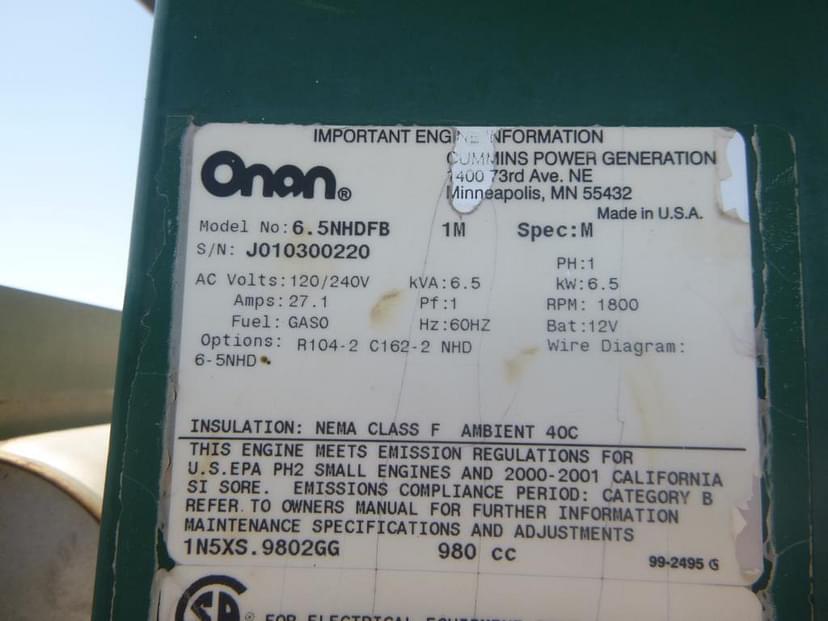 IMPORTANT ENGINE INFORMATION
Onan®
CUMMINS POWER GENERATION
1400 73rd Ave. NE
Minneapolis, MN 55432
Made in U.S.A.
Model No:6.5NHDFB 1M Spec:M
S/N: J010300220
PH:1
AC Volts:120/240V kVA:6.5 kW:6.5
Amps:27.1 Pf:1 RPM: 1800
Fuel:GASO Hz:60HZ Bat:12V
Options: R104-2 C162-2 NHD Wire Diagram:
6-5NHD
INSULATION: NEMA CLASS F AMBIENT 40C
THIS ENGINE MEETS EMISSION REGULATIONS FOR
U.S.EPA PH2 SMALL ENGINES AND 2000-2001 CALIFORNIA
SI SORE. EMISSIONS COMPLIANCE PERIOD: CATEGORY B
REFER TO OWNERS MANUAL FOR FURTHER INFORMATION
MAINTENANCE SPECIFICATIONS AND ADJUSTMENTS
1N5XS.9802GG 980 cc
99-2495 G
SA ® FOR ELECTRICAL EQUIPMENT